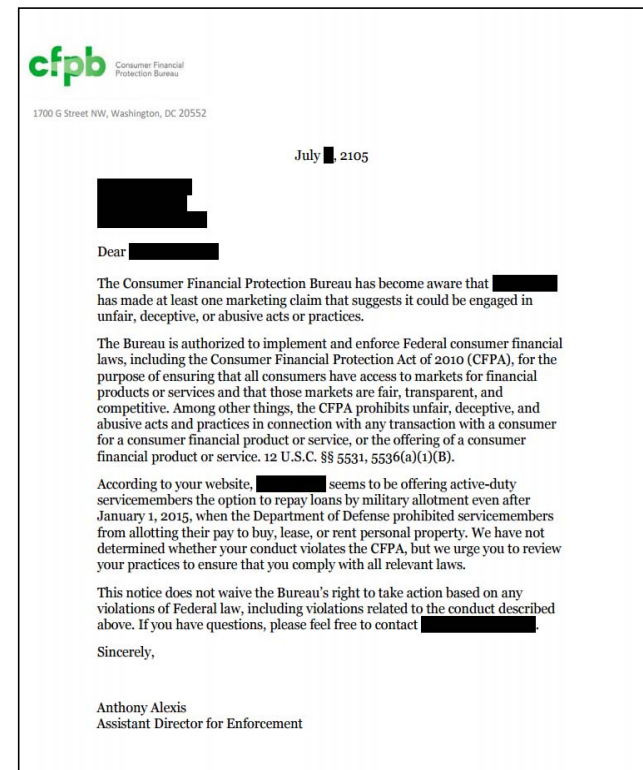 cfpb
Consumer Financial
Protection Bureau
1700 G Street NW, Washington, DC 20552
July , 2105
Dear
The Consumer Financial Protection Bureau has become aware that
has made at least one marketing claim that suggests it could be engaged in
unfair, deceptive, or abusive acts or practices.
The Bureau is authorized to implement and enforce Federal consumer financial
laws, including the Consumer Financial Protection Act of 2010 (CFPA), for the
purpose of ensuring that all consumers have access to markets for financial
products or services and that those markets are fair, transparent, and
competitive. Among other things, the CFPA prohibits unfair, deceptive, and
abusive acts and practices in connection with any transaction with a consumer
for a consumer financial product or service, or the offering of a consumer
financial product or service. 12 U.S.C. §§ 5531, 5536(a)(1)(B).
According to your website, seems to be offering active-duty
servicemembers the option to repay loans by military allotment even after
January 1, 2015, when the Department of Defense prohibited servicemembers
from allotting their pay to buy, lease, or rent personal property. We have not
determined whether your conduct violates the CFPA, but we urge you to review
your practices to ensure that you comply with all relevant laws.
This notice does not waive the Bureau's right to take action based on any
violations of Federal law, including violations related to the conduct described
above. If you have questions, please feel free to contact .
Sincerely,
Anthony Alexis
Assistant Director for Enforcement